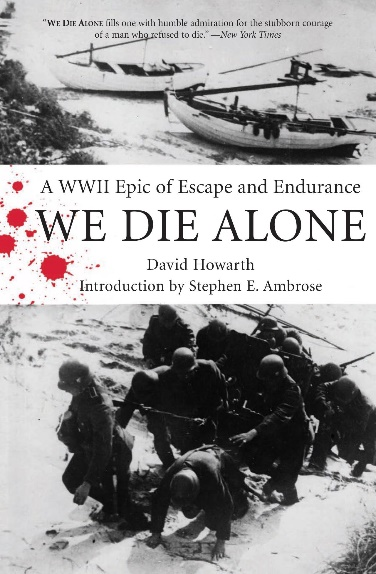 “WE DIE ALONE fills one with humble admiration for the stubborn courage
of a man who refused to die.” —New York Times
A WWII Epic of Escape and Endurance
WE DIE ALONE
David Howarth
Introduction by Stephen E. Ambrose